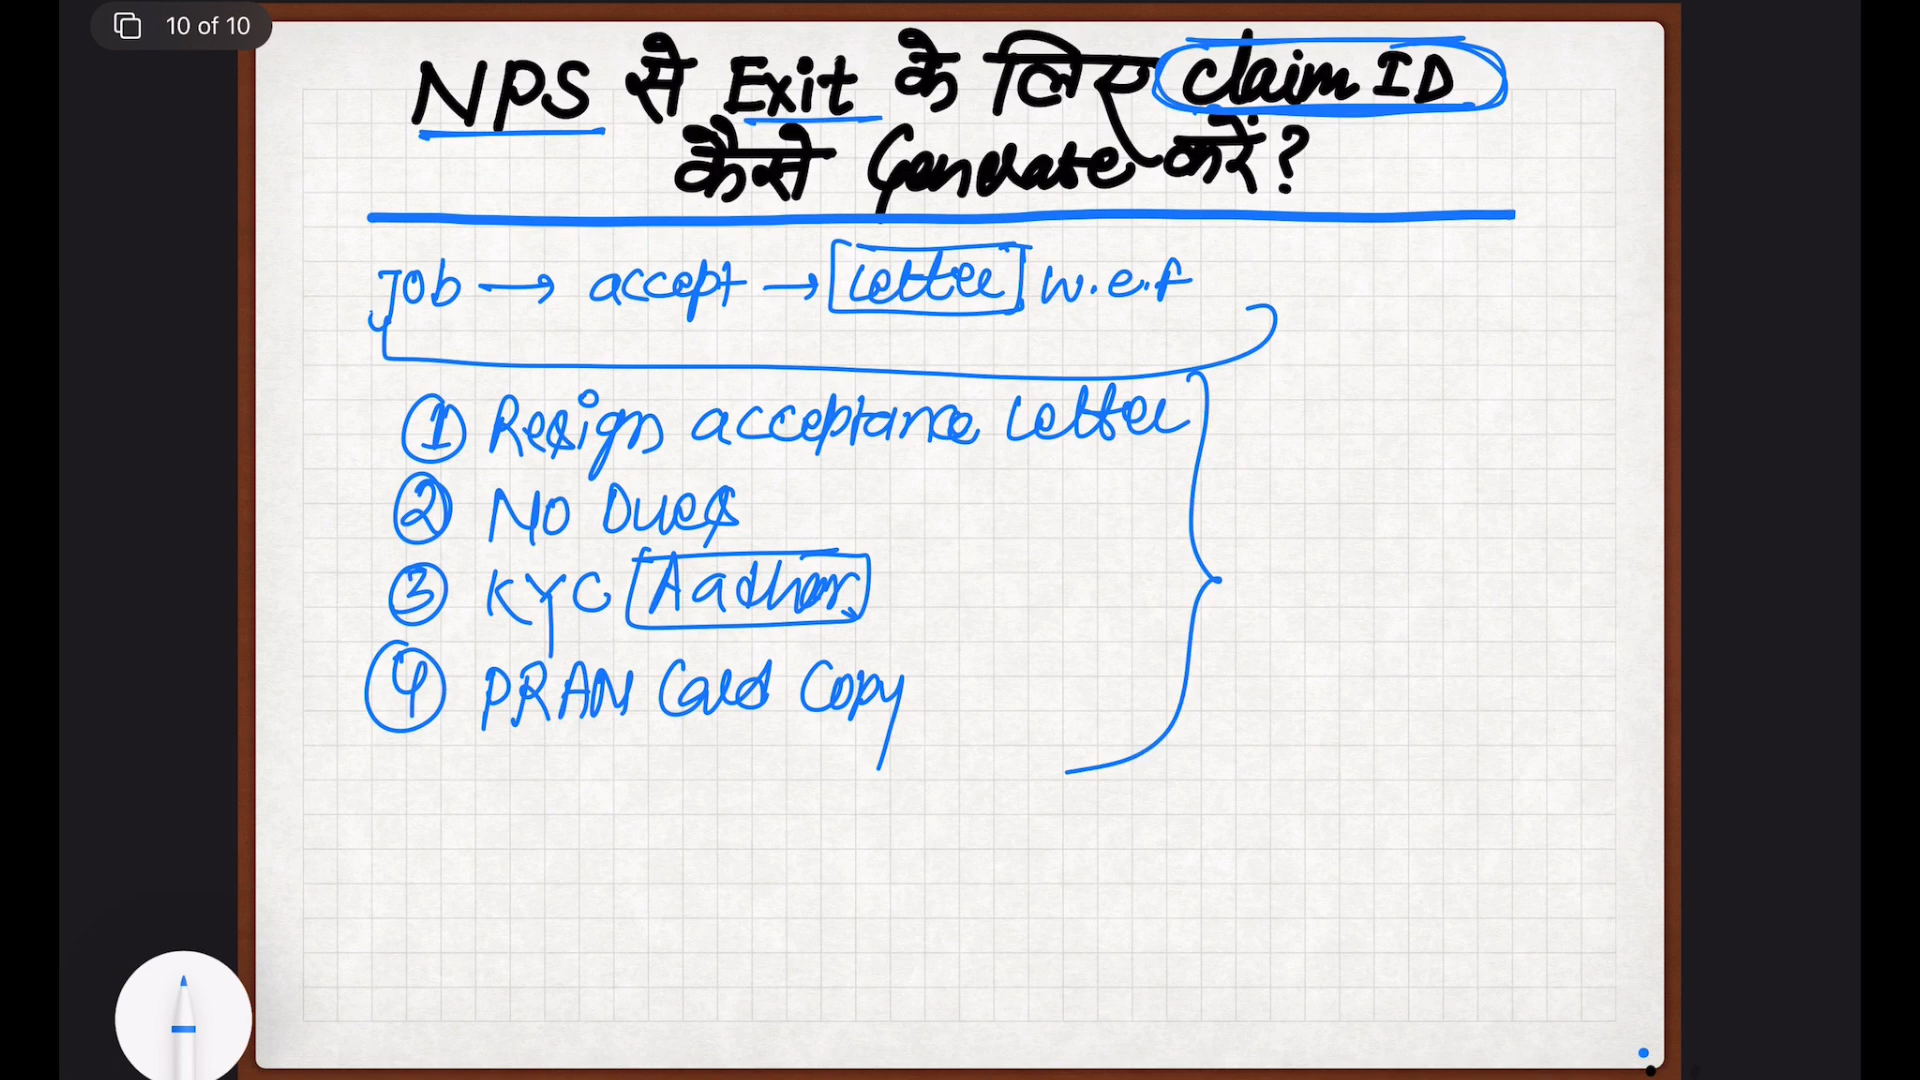 10 of 10
NPS से Exit के लिए Claim ID
कैसे Generate करें?
Job → accept → Letter w.e.f
① Resign acceptance Letter
② NO Dues
③ KYC Aadhar
④ PRAN Card Copy